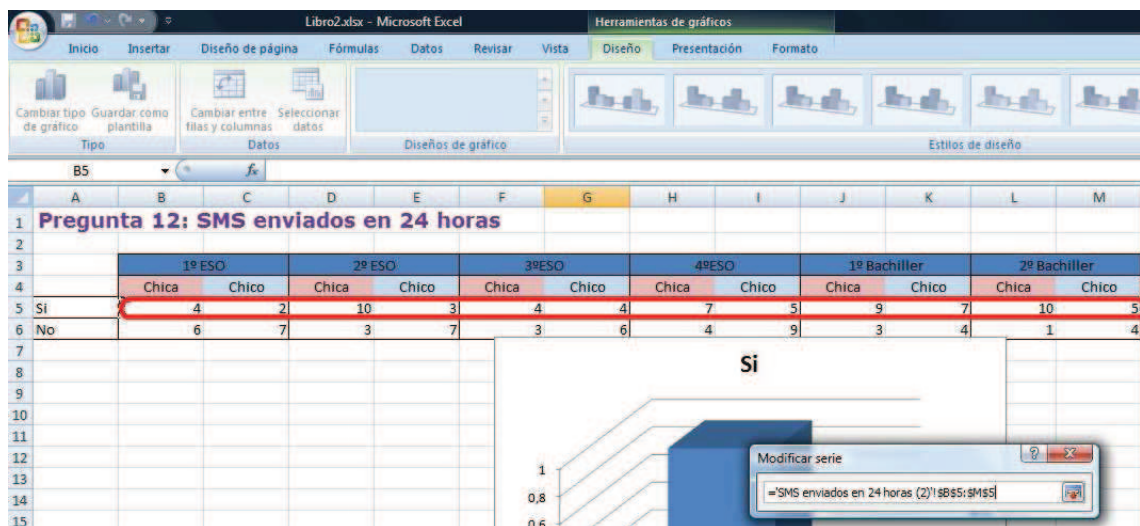 Libro2.xlsx - Microsoft Excel Herramientas de gráficos
Inicio Insertar Diseño de página Fórmulas Datos Revisar Vista Diseño Presentación Formato
Cambiar tipo de gráfico Guardar como plantilla Cambiar entre filas y columnas Seleccionar datos
Tipo Datos Diseños de gráfico Estilos de diseño
B5 fx
A B C D E F G H I J K L M
1 Pregunta 12: SMS enviados en 24 horas
2
3 1º ESO 2º ESO 3ºESO 4ºESO 1º Bachiller 2º Bachiller
4 Chica Chico Chica Chico Chica Chico Chica Chico Chica Chico Chica Chico
5 Si 4 2 10 3 4 4 7 5 9 7 10 5
6 No 6 7 3 7 3 6 4 9 3 4 1 4
7
8 Si
9
10
11
12 Modificar serie
13 1
14 0,8 ='SMS enviados en 24 horas (2)'!$B$5:$M$5
15 0,6